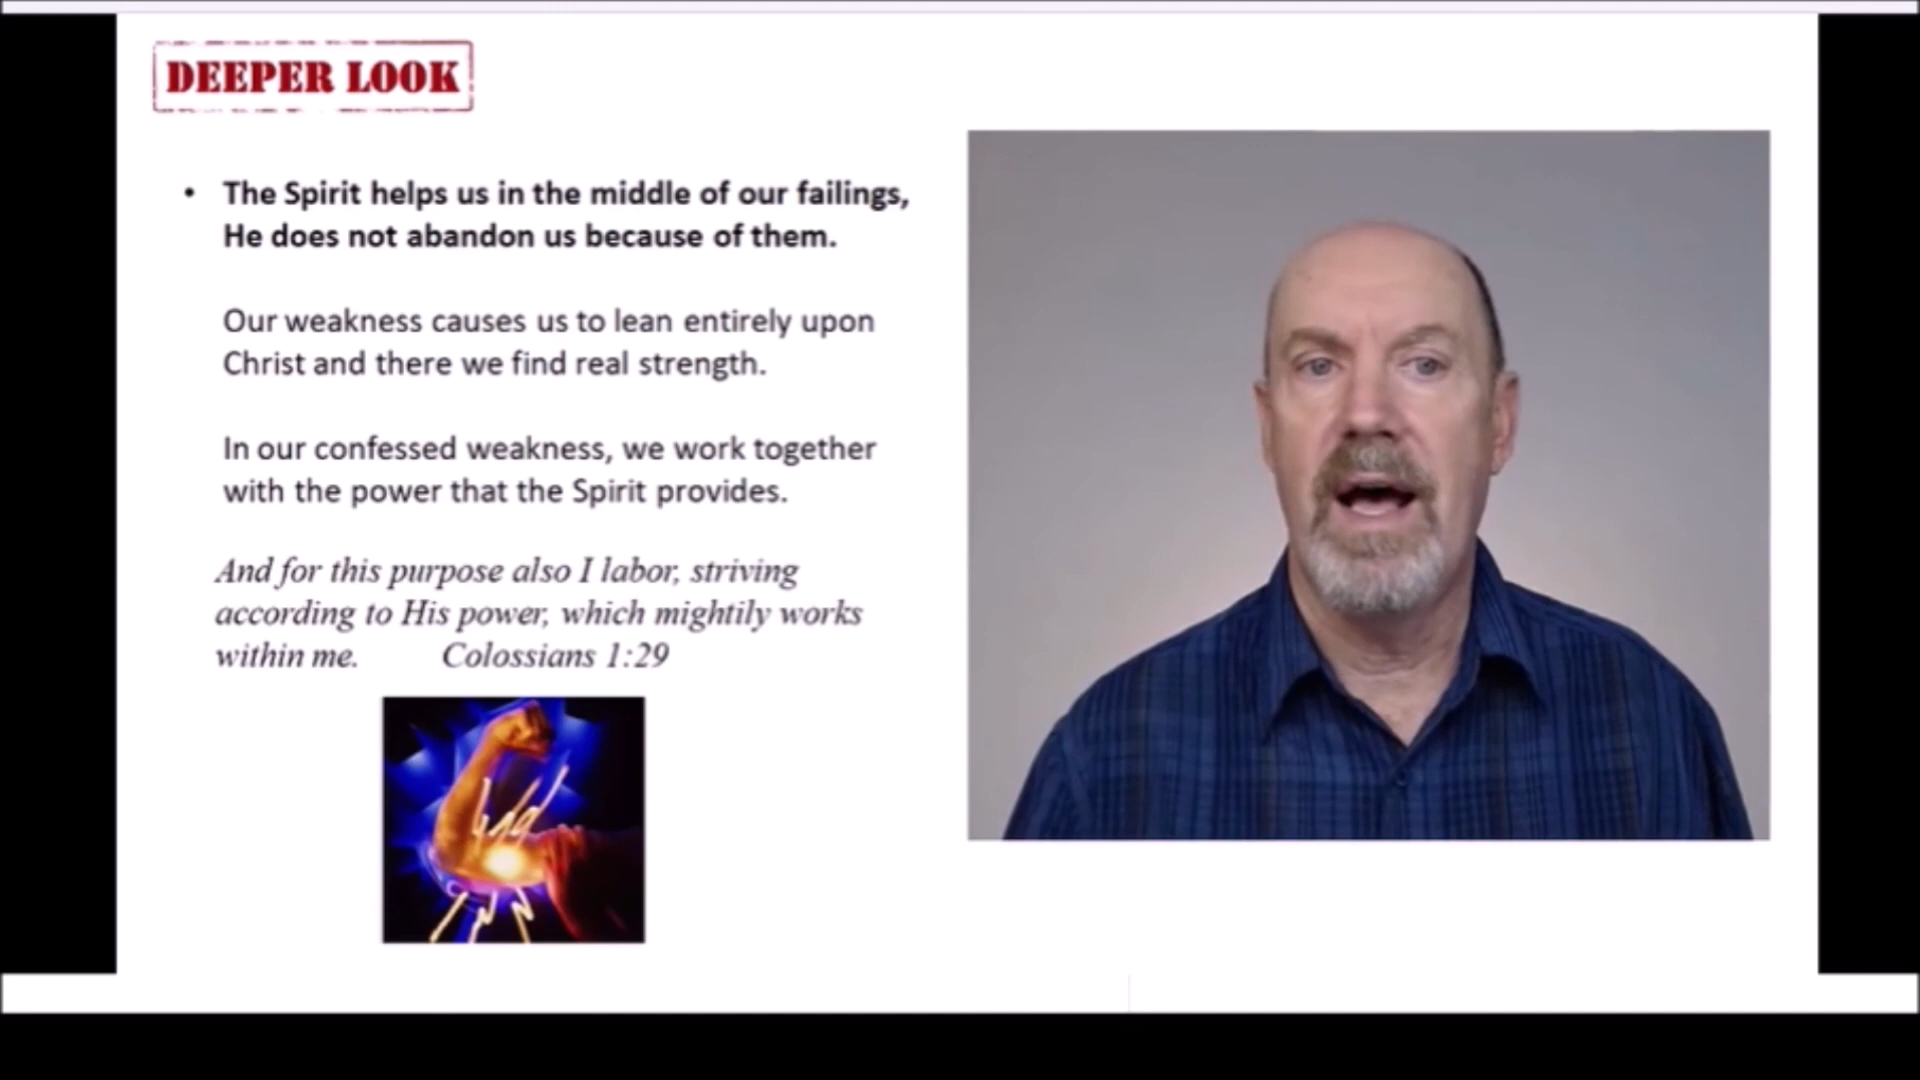 DEEPER LOOK
• The Spirit helps us in the middle of our failings,
He does not abandon us because of them.
Our weakness causes us to lean entirely upon
Christ and there we find real strength.
In our confessed weakness, we work together
with the power that the Spirit provides.
And for this purpose also I labor, striving
according to His power, which mightily works
within me. Colossians 1:29